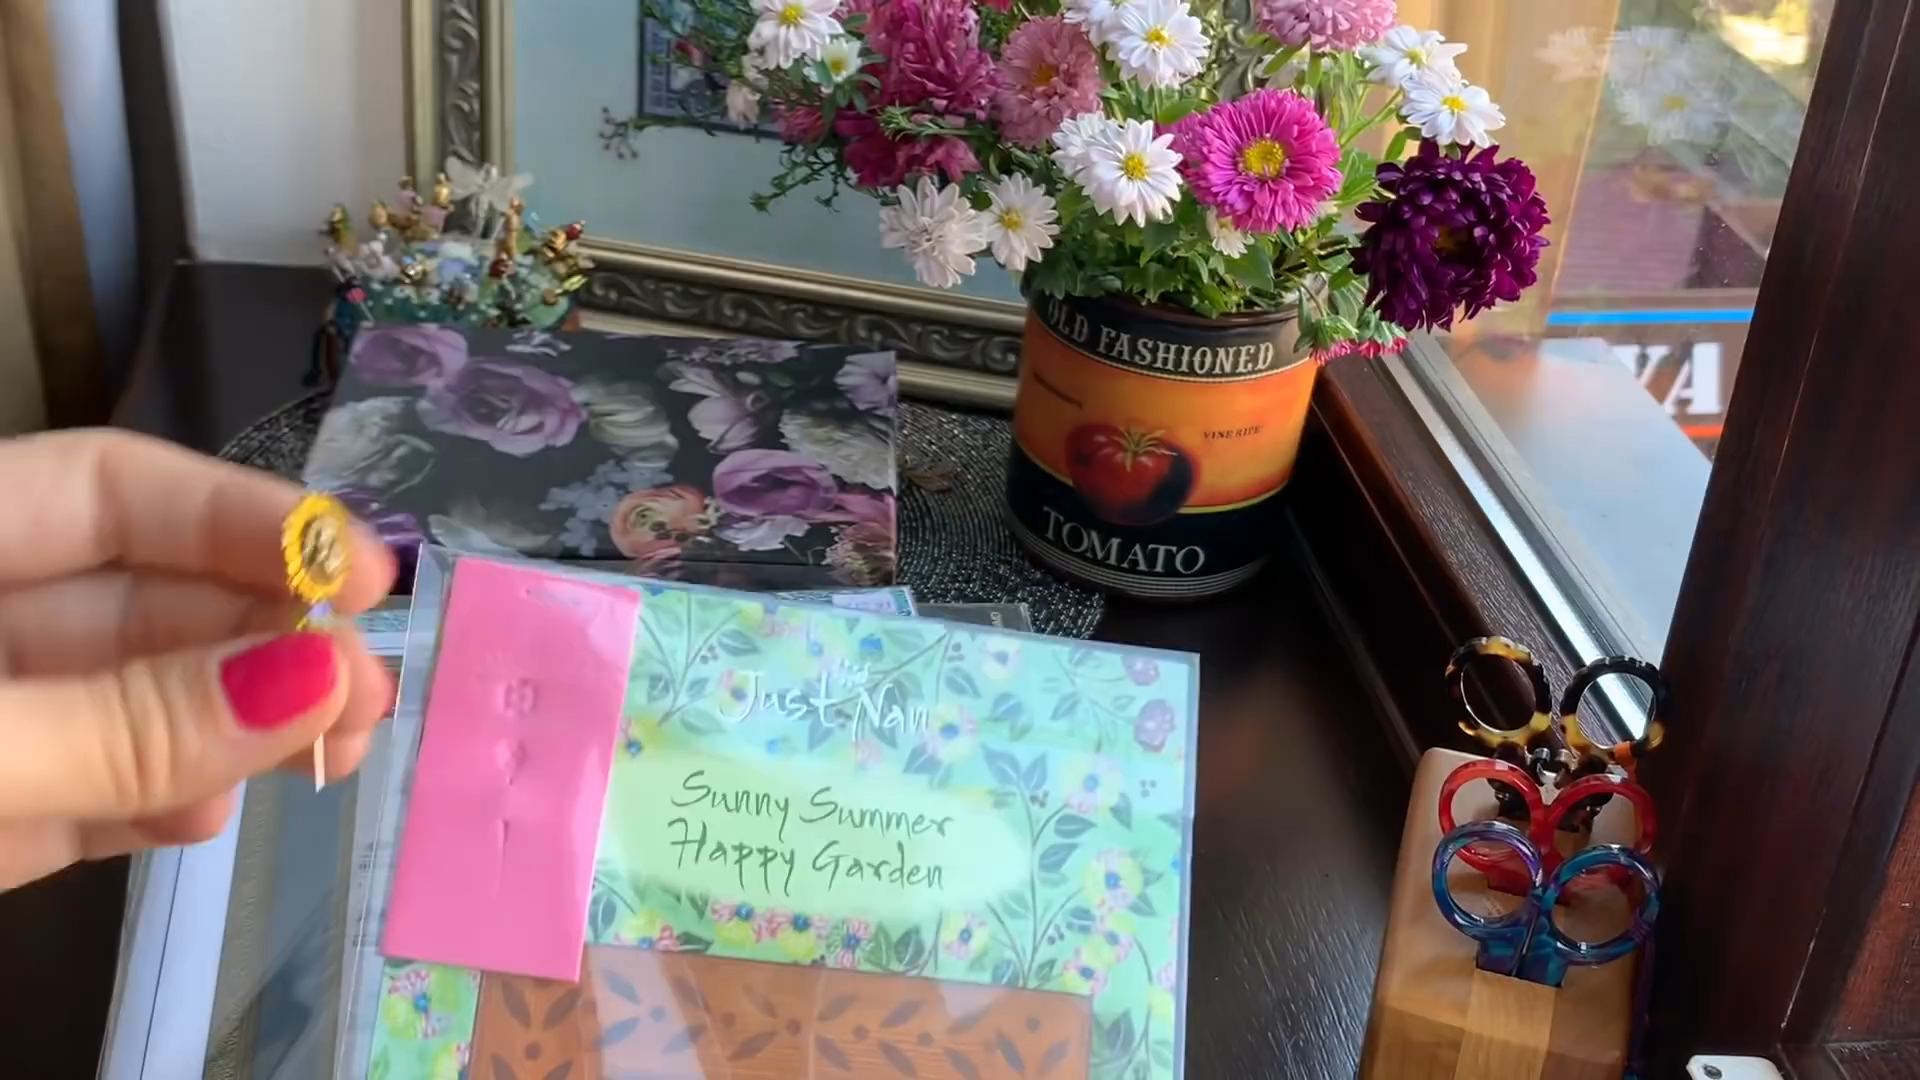 OLD FASHIONED
VINE RIPE
TOMATO
Just Nan
Sunny Summer
Happy Garden